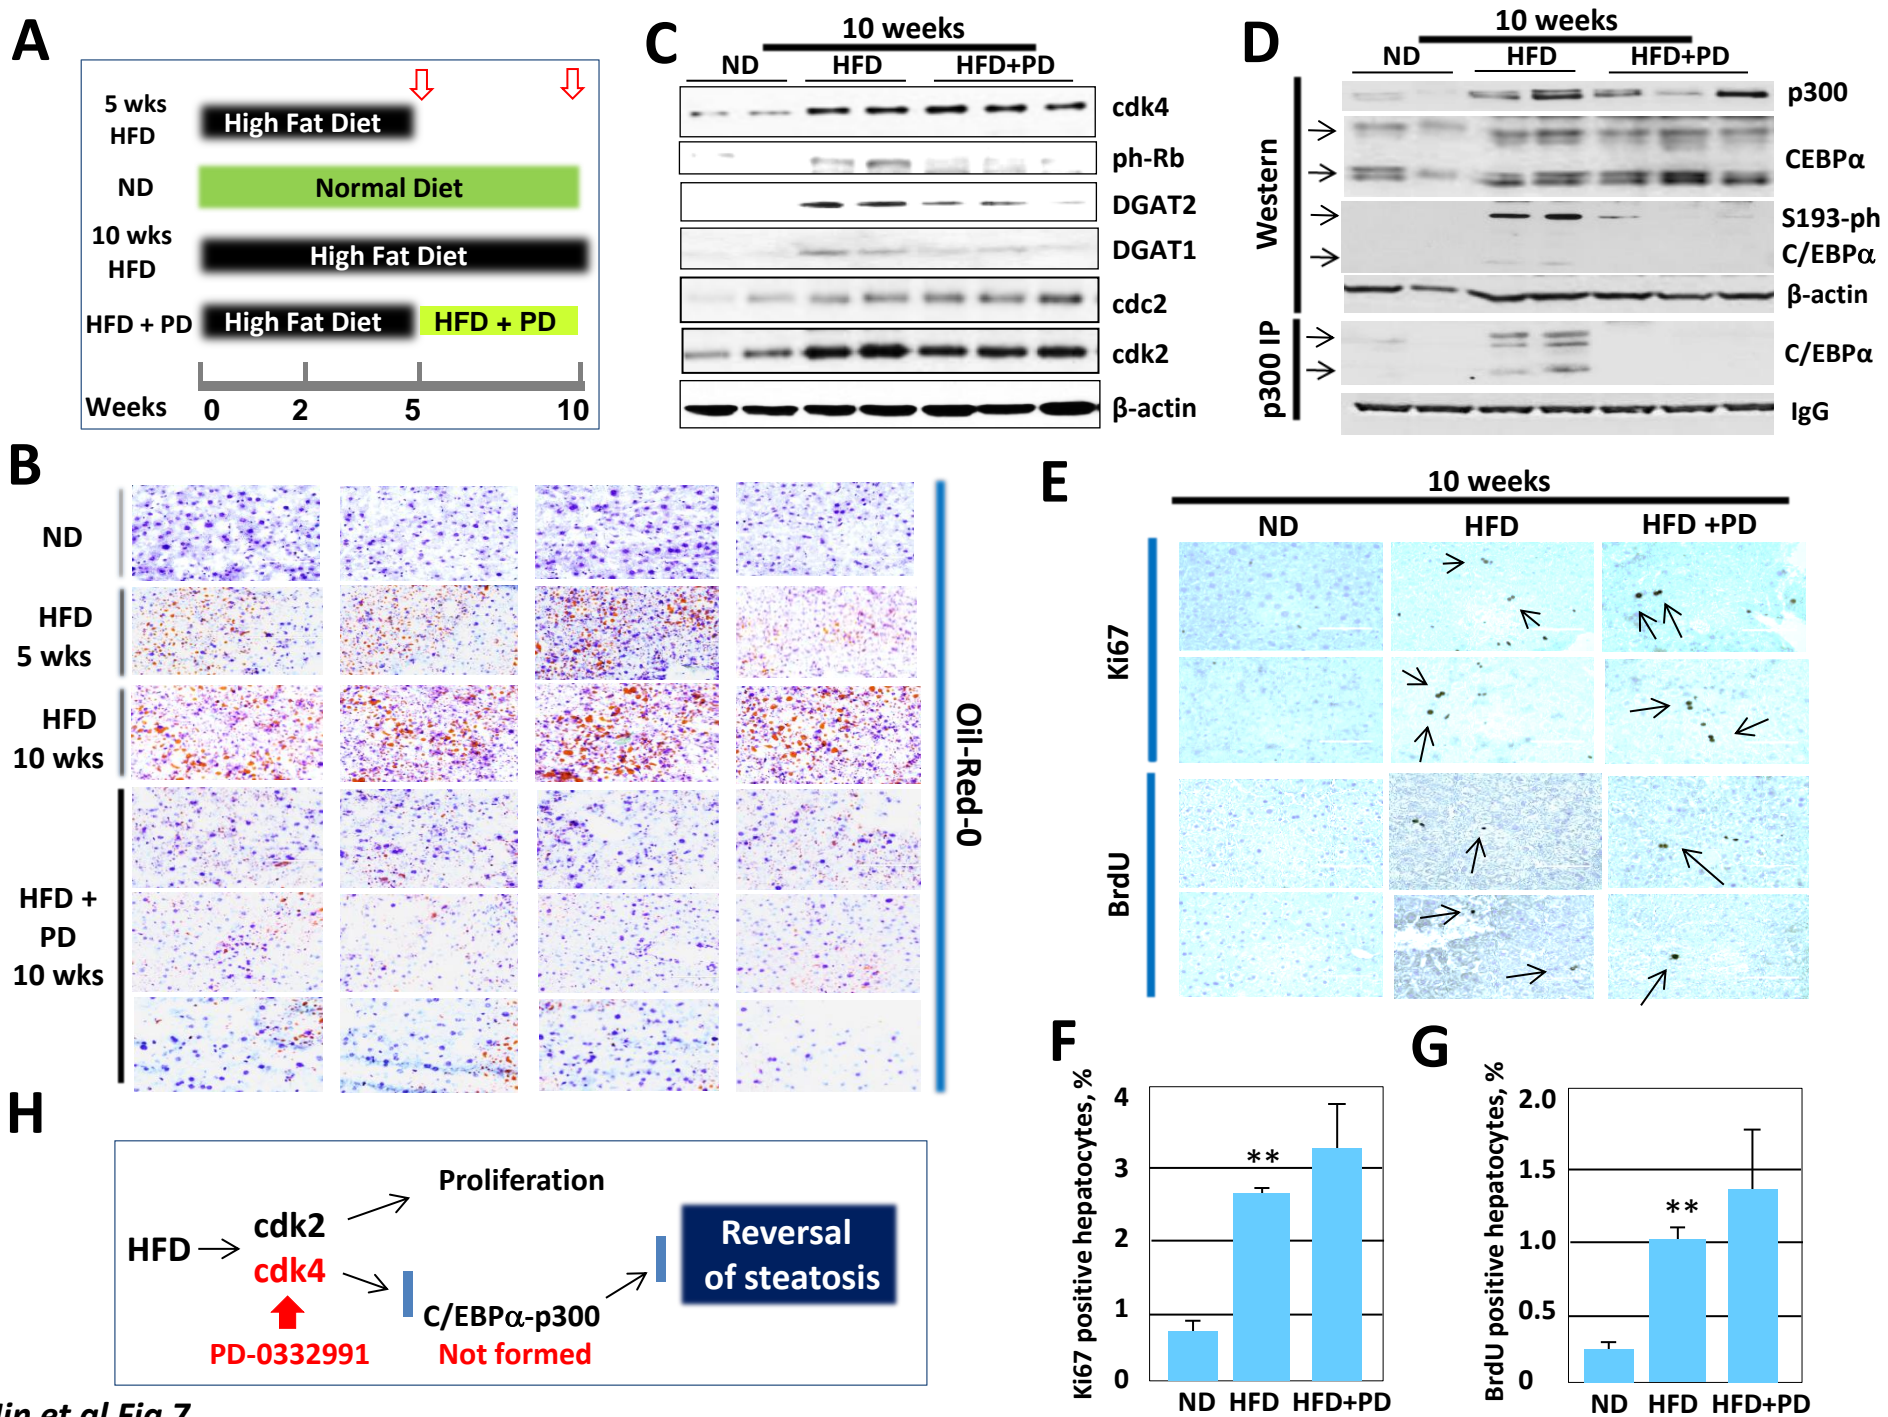 A
5 wks
HFD
High Fat Diet
ND
Normal Diet
10 wks
HFD
High Fat Diet
HFD + PD
High Fat Diet
HFD + PD
Weeks
0
2
5
10
B
ND
HFD
5 wks
HFD
10 wks
HFD +
PD
10 wks
Oil-Red-0
C
10 weeks
ND
HFD
HFD+PD
cdk4
ph-Rb
DGAT2
DGAT1
cdc2
cdk2
β-actin
D
10 weeks
ND
HFD
HFD+PD
Western
p300
CEBPα
S193-ph
C/EBPα
β-actin
p300 IP
C/EBPα
IgG
E
10 weeks
ND
HFD
HFD +PD
Ki67
BrdU
F
Ki67 positive hepatocytes, %
4
3
2
1
0
**
ND
HFD
HFD+PD
G
BrdU positive hepatocytes, %
2.0
1.5
1.0
0.5
0
**
ND
HFD
HFD+PD
H
HFD
cdk2
cdk4
PD-0332991
Proliferation
C/EBPα-p300
Not formed
Reversal
of steatosis
et al Fig 7